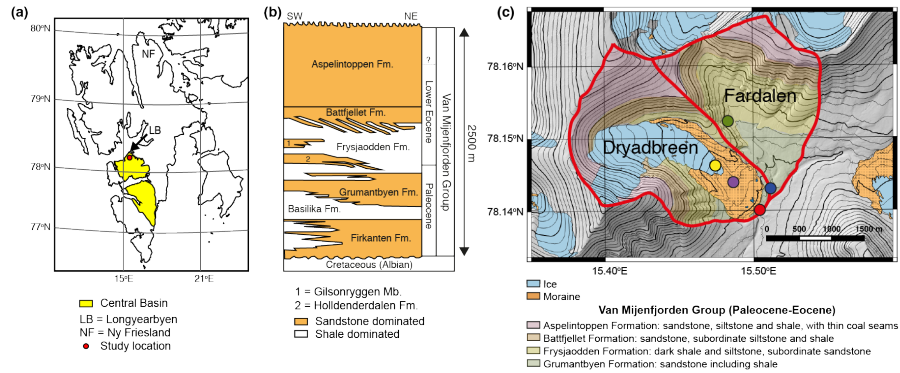 (a)
80°N
79°N
78°N
77°N
NF
LB
15°E
21°E
Central Basin
LB = Longyearbyen
NF = Ny Friesland
Study location
(b)
SW
NE
Aspelintoppen Fm.
Battfjellet Fm.
Frysjaodden Fm.
1
2
Grumantbyen Fm.
Basilika Fm.
Firkanten Fm.
Cretaceous (Albian)
?
Lower Eocene
Paleocene
Van Mijenfjorden Group
2500 m
1 = Gilsonryggen Mb.
2 = Holldenderdalen Fm.
Sandstone dominated
Shale dominated
(c)
78.16°N
78.15°N
78.14°N
Fardalen
Dryadbreen
0 500 1000 1500 m
15.40°E
15.50°E
Ice
Moraine
Van Mijenfjorden Group (Paleocene-Eocene)
Aspelintoppen Formation: sandstone, siltstone and shale, with thin coal seams
Battfjellet Formation: sandstone, subordinate siltstone and shale
Frysjaodden Formation: dark shale and siltstone, subordinate sandstone
Grumantbyen Formation: sandstone including shale